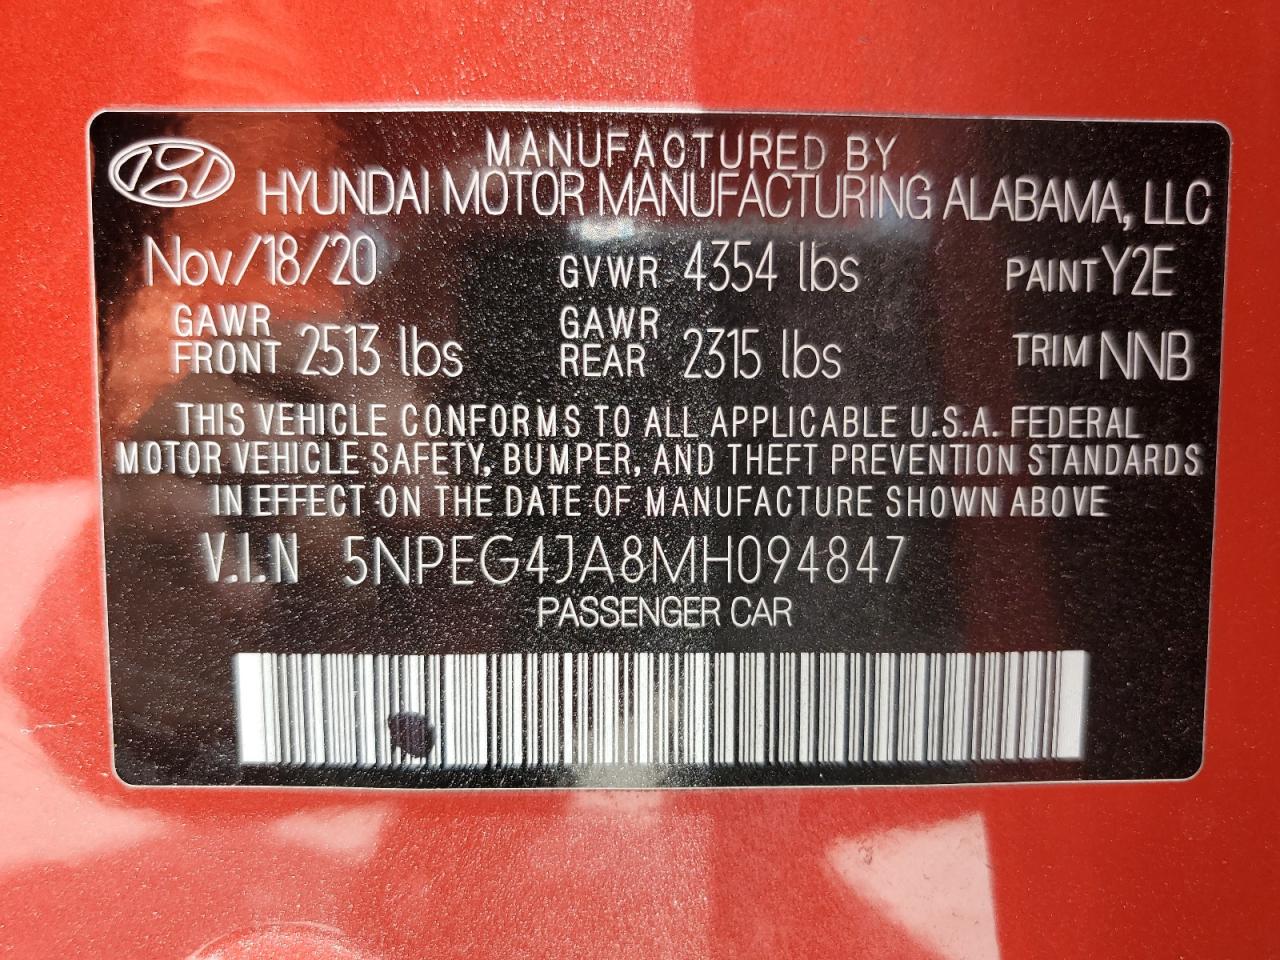 MANUFACTURED BY
HYUNDAI MOTOR MANUFACTURING ALABAMA, LLC
Nov/18/20 GVWR 4354 lbs PAINT Y2E
GAWR FRONT 2513 lbs GAWR REAR 2315 lbs TRIM NNB
THIS VEHICLE CONFORMS TO ALL APPLICABLE U.S.A. FEDERAL
MOTOR VEHICLE SAFETY, BUMPER, AND THEFT PREVENTION STANDARDS
IN EFFECT ON THE DATE OF MANUFACTURE SHOWN ABOVE
V.I.N 5NPEG4JA8MH094847
PASSENGER CAR